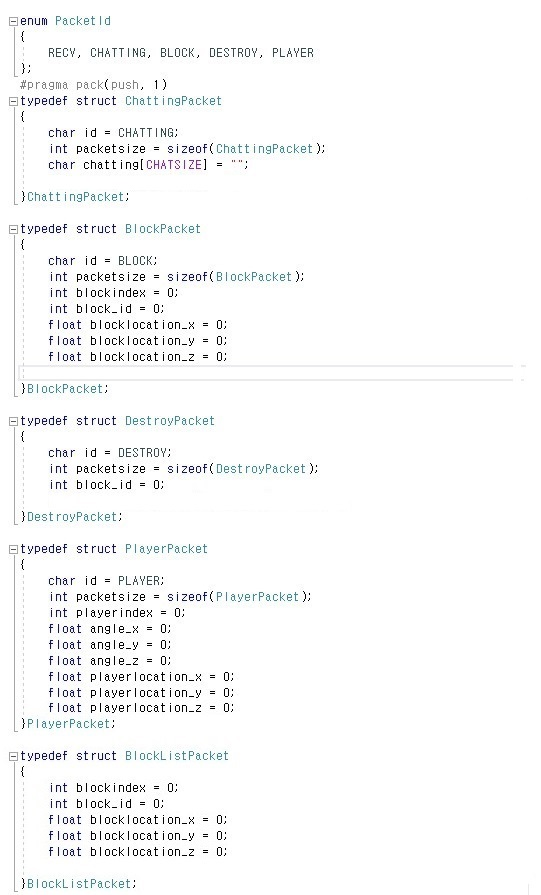 enum PacketId
{
RECV, CHATTING, BLOCK, DESTROY, PLAYER
};
#pragma pack(push, 1)
typedef struct ChattingPacket
{
char id = CHATTING;
int packetsize = sizeof(ChattingPacket);
char chatting[CHATSIZE] = "";
}ChattingPacket;
typedef struct BlockPacket
{
char id = BLOCK;
int packetsize = sizeof(BlockPacket);
int blockindex = 0;
int block_id = 0;
float blocklocation_x = 0;
float blocklocation_y = 0;
float blocklocation_z = 0;
}BlockPacket;
typedef struct DestroyPacket
{
char id = DESTROY;
int packetsize = sizeof(DestroyPacket);
int block_id = 0;
}DestroyPacket;
typedef struct PlayerPacket
{
char id = PLAYER;
int packetsize = sizeof(PlayerPacket);
int playerindex = 0;
float angle_x = 0;
float angle_y = 0;
float angle_z = 0;
float playerlocation_x = 0;
float playerlocation_y = 0;
float playerlocation_z = 0;
}PlayerPacket;
typedef struct BlockListPacket
{
int blockindex = 0;
int block_id = 0;
float blocklocation_x = 0;
float blocklocation_y = 0;
float blocklocation_z = 0;
}BlockListPacket;